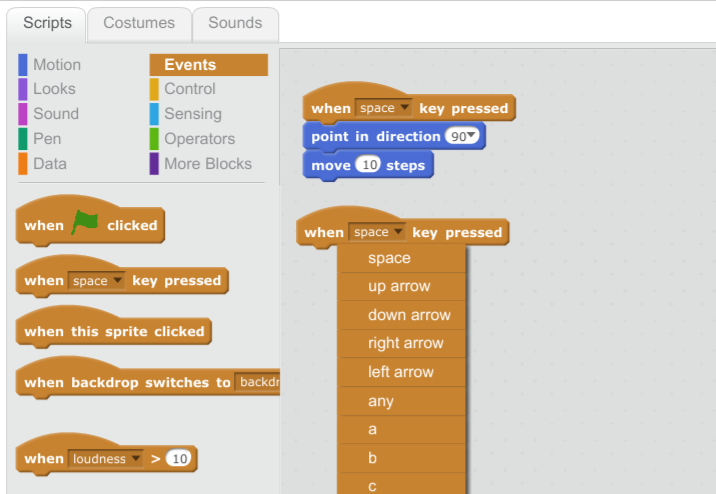 Scripts Costumes Sounds
Motion Events
Looks Control
Sound Sensing
Pen Operators
Data More Blocks
when clicked
when space key pressed
when this sprite clicked
when backdrop switches to backdr
when loudness > 10
when space key pressed
point in direction 90
move 10 steps
when space key pressed
space
up arrow
down arrow
right arrow
left arrow
any
a
b
c